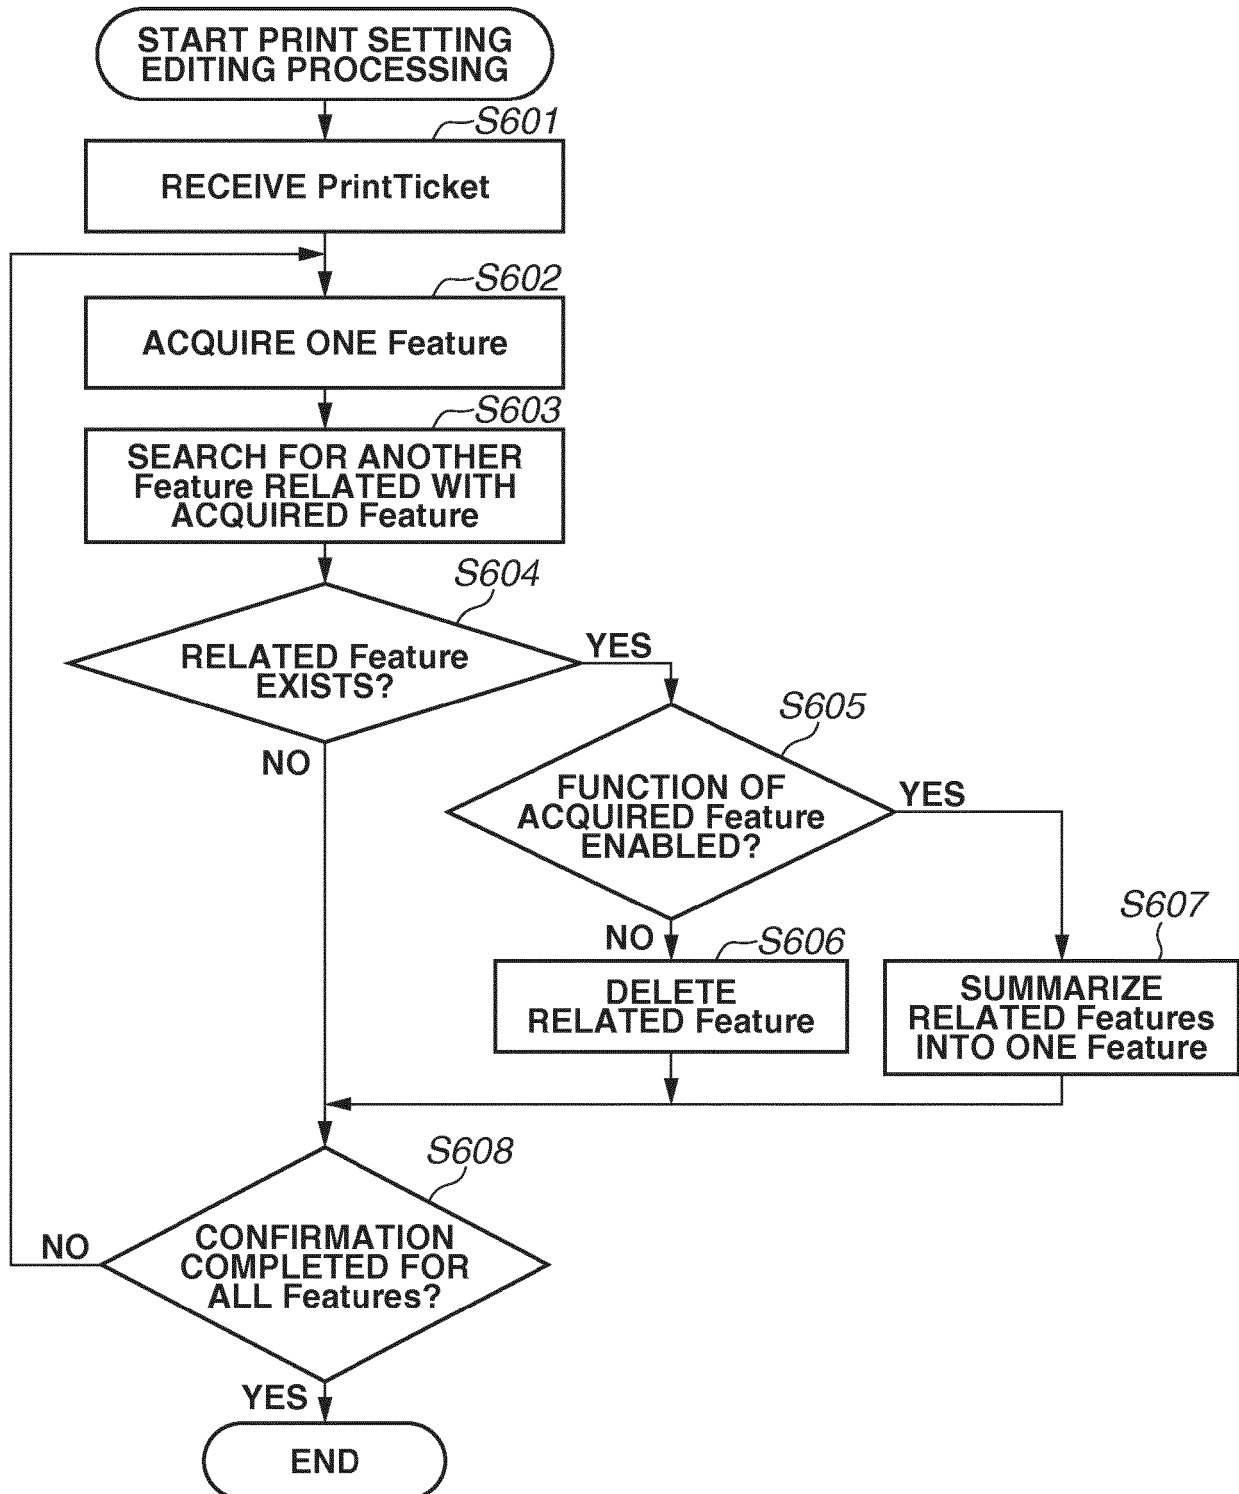 START PRINT SETTING
EDITING PROCESSING
S601
RECEIVE PrintTicket
S602
ACQUIRE ONE Feature
S603
SEARCH FOR ANOTHER
Feature RELATED WITH
ACQUIRED Feature
S604
RELATED Feature
EXISTS?
YES
NO
S605
FUNCTION OF
ACQUIRED Feature
ENABLED?
YES
NO
S606
DELETE
RELATED Feature
S607
SUMMARIZE
RELATED Features
INTO ONE Feature
S608
CONFIRMATION
COMPLETED FOR
ALL Features?
NO
YES
END